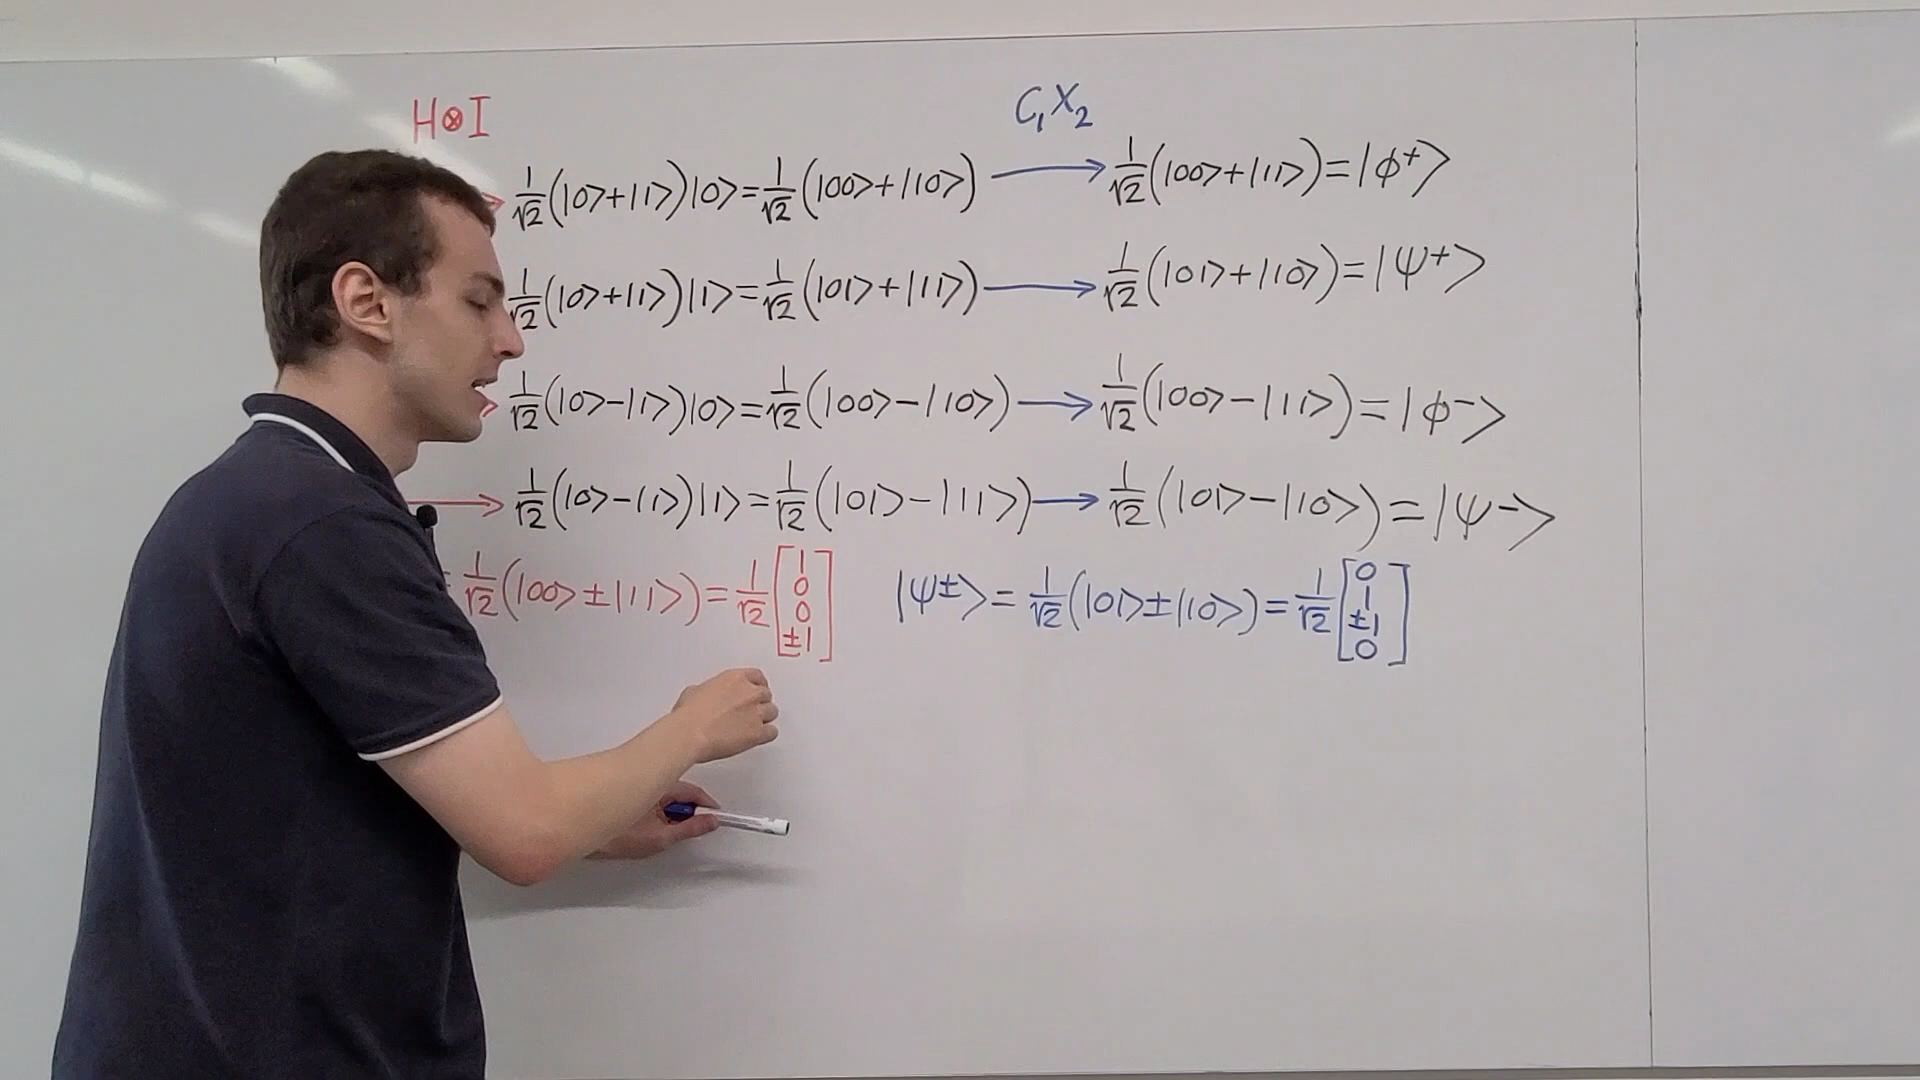 H⊗I C₁X₂
→ 1/√2(|0>+|1>)|0>=1/√2(|00>+|10>) → 1/√2(|00>+|11>)=|ϕ⁺>
1/√2(|0>+|1>)|1>=1/√2(|01>+|11>) → 1/√2(|01>+|10>)=|ψ⁺>
1/√2(|0>-|1>)|0>=1/√2(|00>-|10>) → 1/√2(|00>-|11>)=|ϕ⁻>
→ 1/√2(|0>-|1>)|1>=1/√2(|01>-|11>) → 1/√2(|01>-|10>)=|ψ⁻>
= 1/√2(|00>±|11>)=1/√2[1 0 0 ±1] |ψ±>=1/√2(|01>±|10>)=1/√2[0 1 ±1 0]